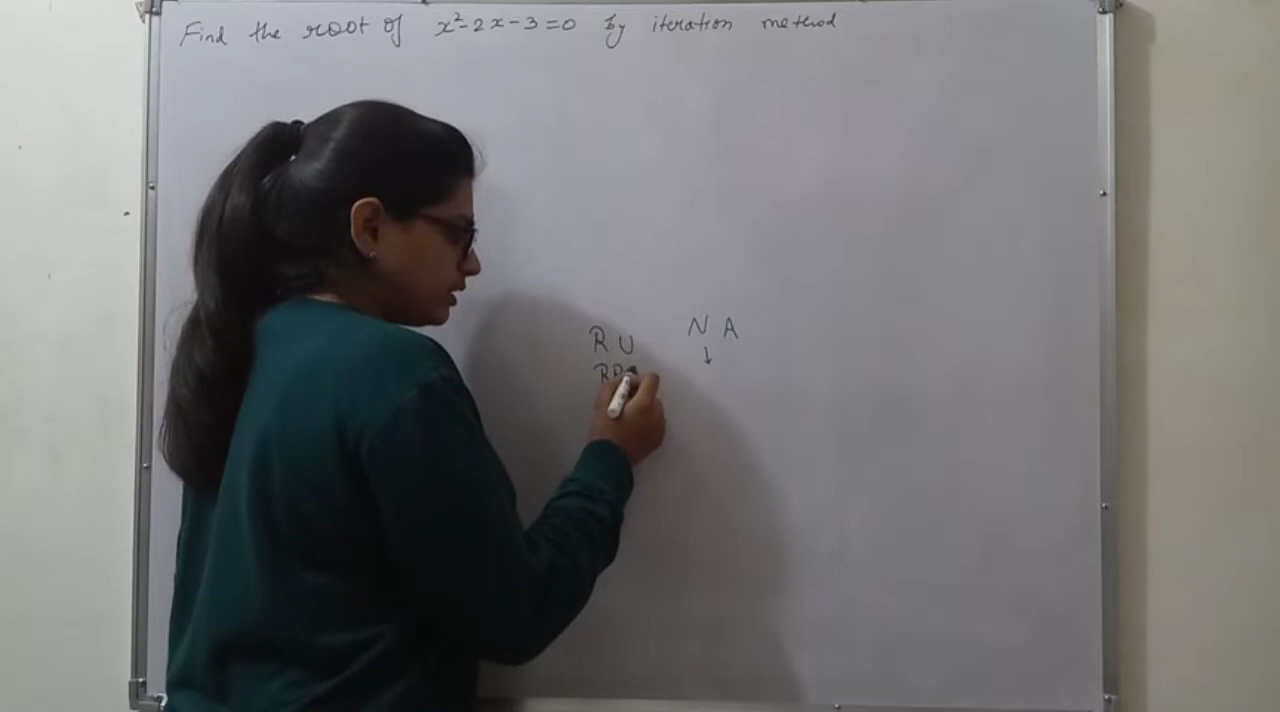 Find the root of x²-2x-3=0 by iteration method
R U N A
↓